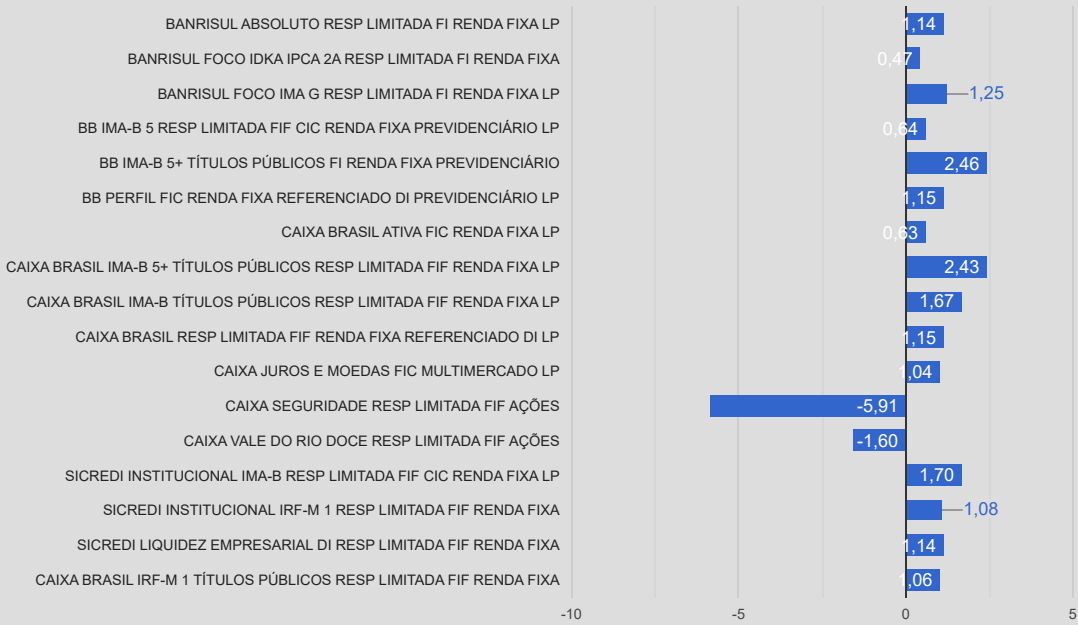 BANRISUL ABSOLUTO RESP LIMITADA FI RENDA FIXA LP 1,14
BANRISUL FOCO IDKA IPCA 2A RESP LIMITADA FI RENDA FIXA 0,47
BANRISUL FOCO IMA G RESP LIMITADA FI RENDA FIXA LP 1,25
BB IMA-B 5 RESP LIMITADA FIF CIC RENDA FIXA PREVIDENCIÁRIO LP 0,64
BB IMA-B 5+ TÍTULOS PÚBLICOS FI RENDA FIXA PREVIDENCIÁRIO 2,46
BB PERFIL FIC RENDA FIXA REFERENCIADO DI PREVIDENCIÁRIO LP 1,15
CAIXA BRASIL ATIVA FIC RENDA FIXA LP 0,63
CAIXA BRASIL IMA-B 5+ TÍTULOS PÚBLICOS RESP LIMITADA FIF RENDA FIXA LP 2,43
CAIXA BRASIL IMA-B TÍTULOS PÚBLICOS RESP LIMITADA FIF RENDA FIXA LP 1,67
CAIXA BRASIL RESP LIMITADA FIF RENDA FIXA REFERENCIADO DI LP 1,15
CAIXA JUROS E MOEDAS FIC MULTIMERCADO LP 1,04
CAIXA SEGURIDADE RESP LIMITADA FIF AÇÕES -5,91
CAIXA VALE DO RIO DOCE RESP LIMITADA FIF AÇÕES -1,60
SICREDI INSTITUCIONAL IMA-B RESP LIMITADA FIF CIC RENDA FIXA LP 1,70
SICREDI INSTITUCIONAL IRF-M 1 RESP LIMITADA FIF RENDA FIXA 1,08
SICREDI LIQUIDEZ EMPRESARIAL DI RESP LIMITADA FIF RENDA FIXA 1,14
CAIXA BRASIL IRF-M 1 TÍTULOS PÚBLICOS RESP LIMITADA FIF RENDA FIXA 1,06
-10 -5 0 5